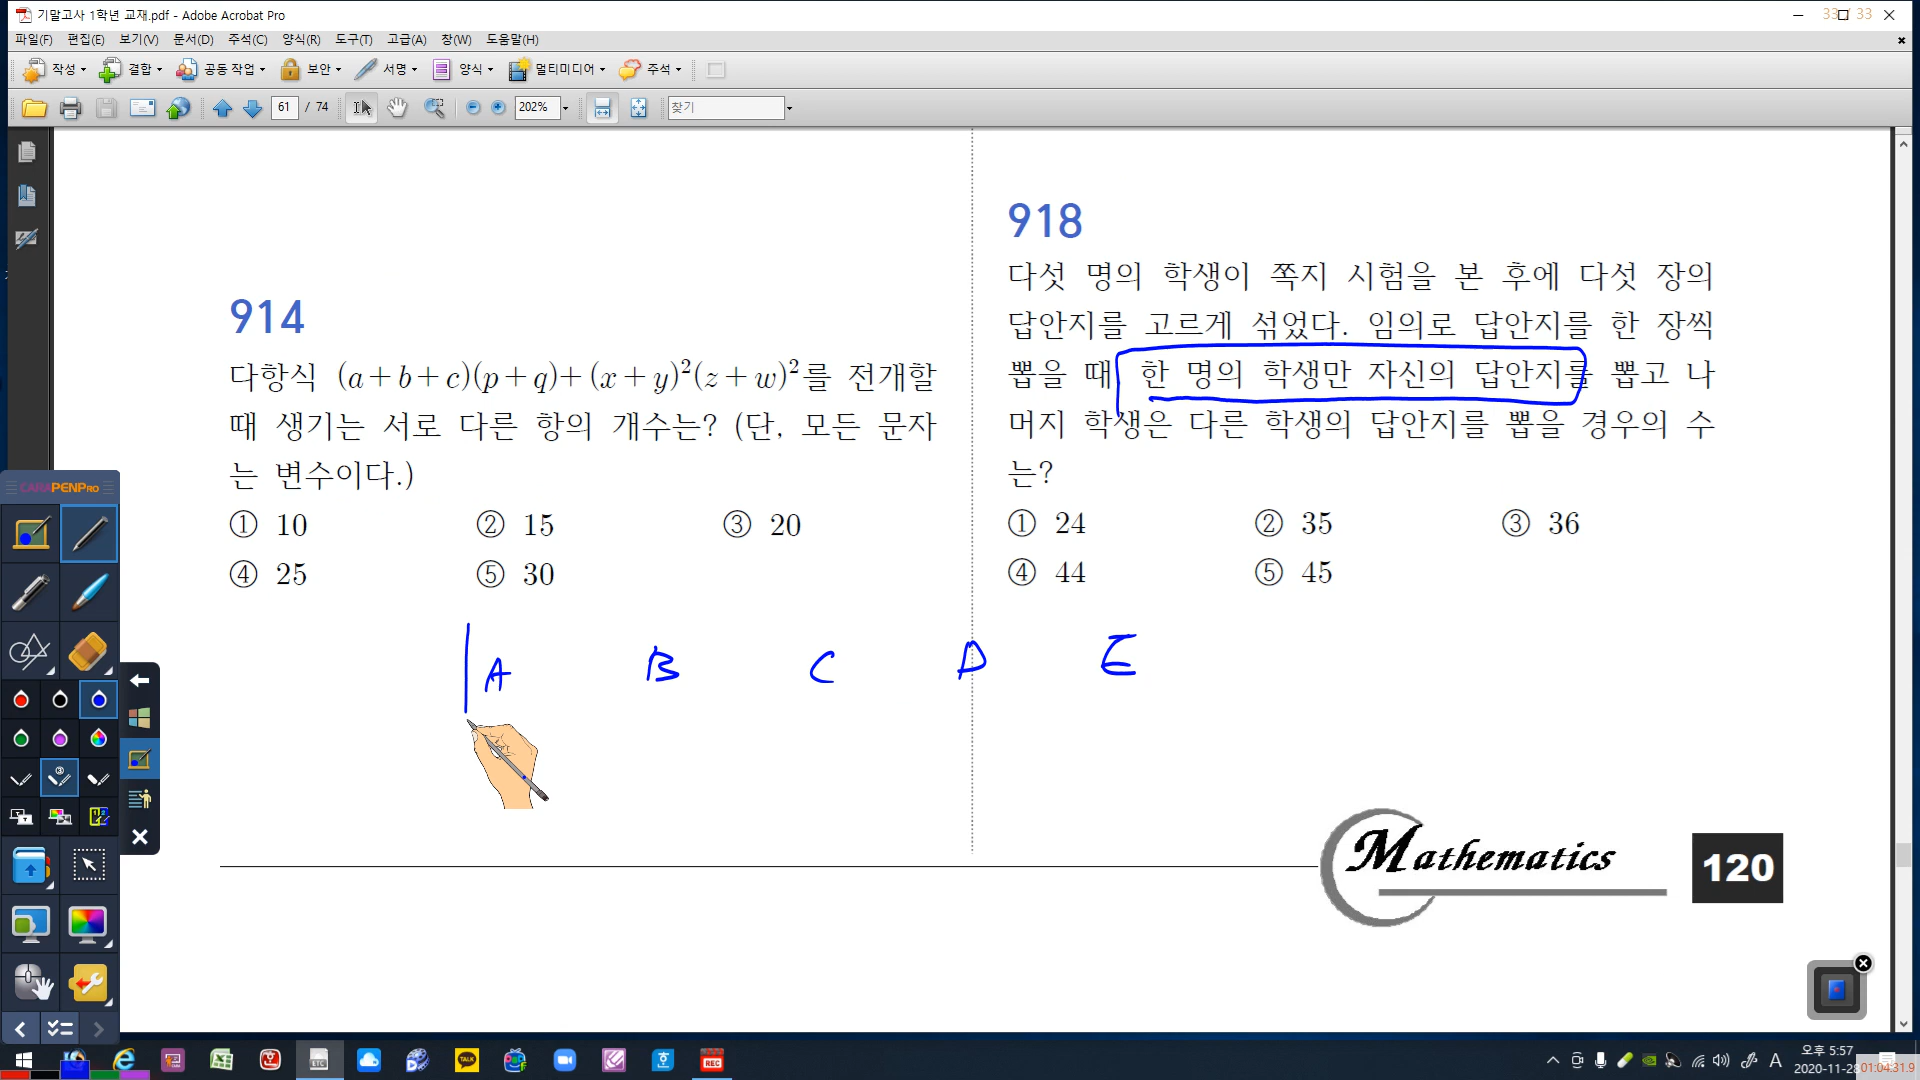 기말고사 1학년 교재.pdf - Adobe Acrobat Pro
33 / 33
파일(F) 편집(E) 보기(V) 문서(D) 주석(C) 양식(R) 도구(T) 고급(A) 창(W) 도움말(H)
작성 결합 공동 작업 보안 서명 양식 멀티미디어 주석
61 / 74 202% 찾기
914
다항식 (a+b+c)(p+q)+(x+y)²(z+w)²를 전개할
때 생기는 서로 다른 항의 개수는? (단, 모든 문자
는 변수이다.)
① 10 ② 15 ③ 20
④ 25 ⑤ 30
918
다섯 명의 학생이 쪽지 시험을 본 후에 다섯 장의
답안지를 고르게 섞었다. 임의로 답안지를 한 장씩
뽑을 때 한 명의 학생만 자신의 답안지를 뽑고 나
머지 학생은 다른 학생의 답안지를 뽑을 경우의 수
는?
① 24 ② 35 ③ 36
④ 44 ⑤ 45
A B C D E
Mathematics 120
CARAPENPRO
TALK
REC
A
오후 5:57
2020-11-28
01:04:31.9